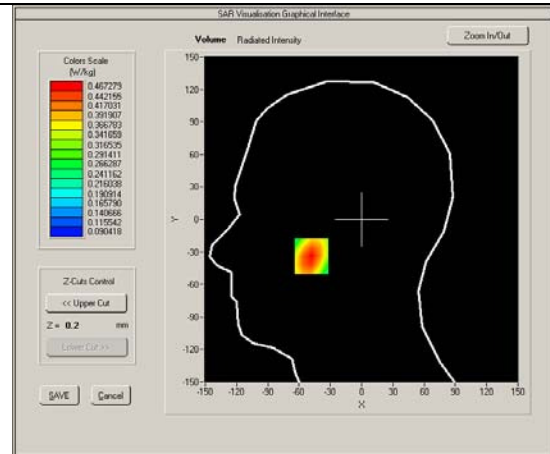 SAR Visualisation Graphical Interface
Volume Radiated Intensity
Zoom In/Out
Colors Scale
(W/kg)
0.467279
0.442155
0.417031
0.391907
0.366783
0.341659
0.316535
0.291411
0.266287
0.241162
0.216038
0.190914
0.165790
0.140666
0.115542
0.090418
Z-Cuts Control
<< Upper Cut
Z = 0.2 mm
Lower Cut >>
SAVE Cancel
150
120
90
60
30
0
-30
-60
-90
-120
-150
Y
-150 -120 -90 -60 -30 0 30 60 90 120 150
X